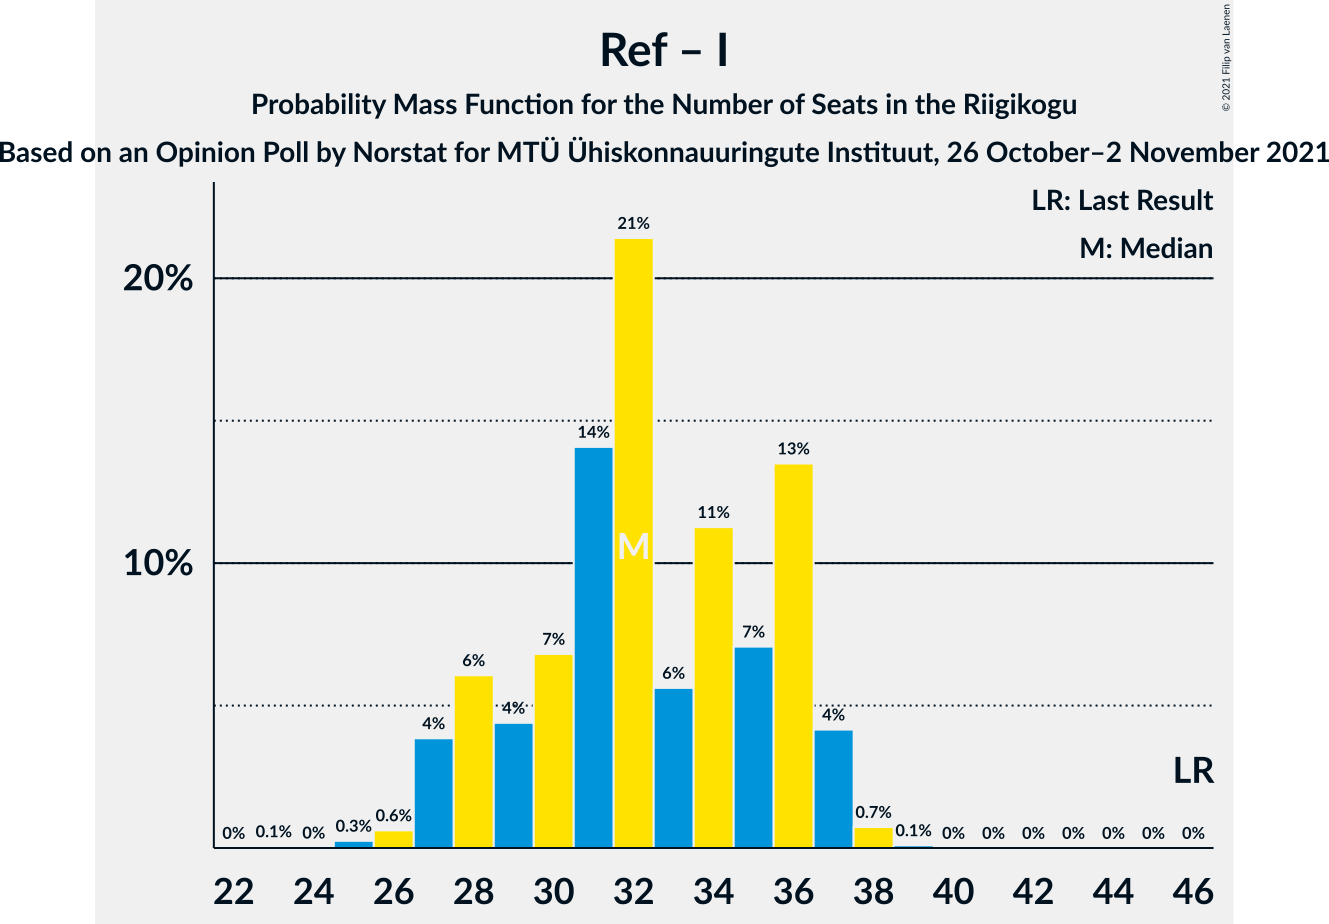 Ref – I
Probability Mass Function for the Number of Seats in the Riigikogu
Based on an Opinion Poll by Norstat for MTÜ Ühiskonnauuringute Instituut, 26 October–2 November 2021
© 2021 Filip van Laenen
LR: Last Result
M: Median
20%
10%
0% 0.1% 0% 0.3% 0.6% 4% 6% 4% 7% 14% 21% 6% 11% 7% 13% 4% 0.7% 0.1% 0% 0% 0% 0% 0% 0% 0%
M
LR
22 24 26 28 30 32 34 36 38 40 42 44 46